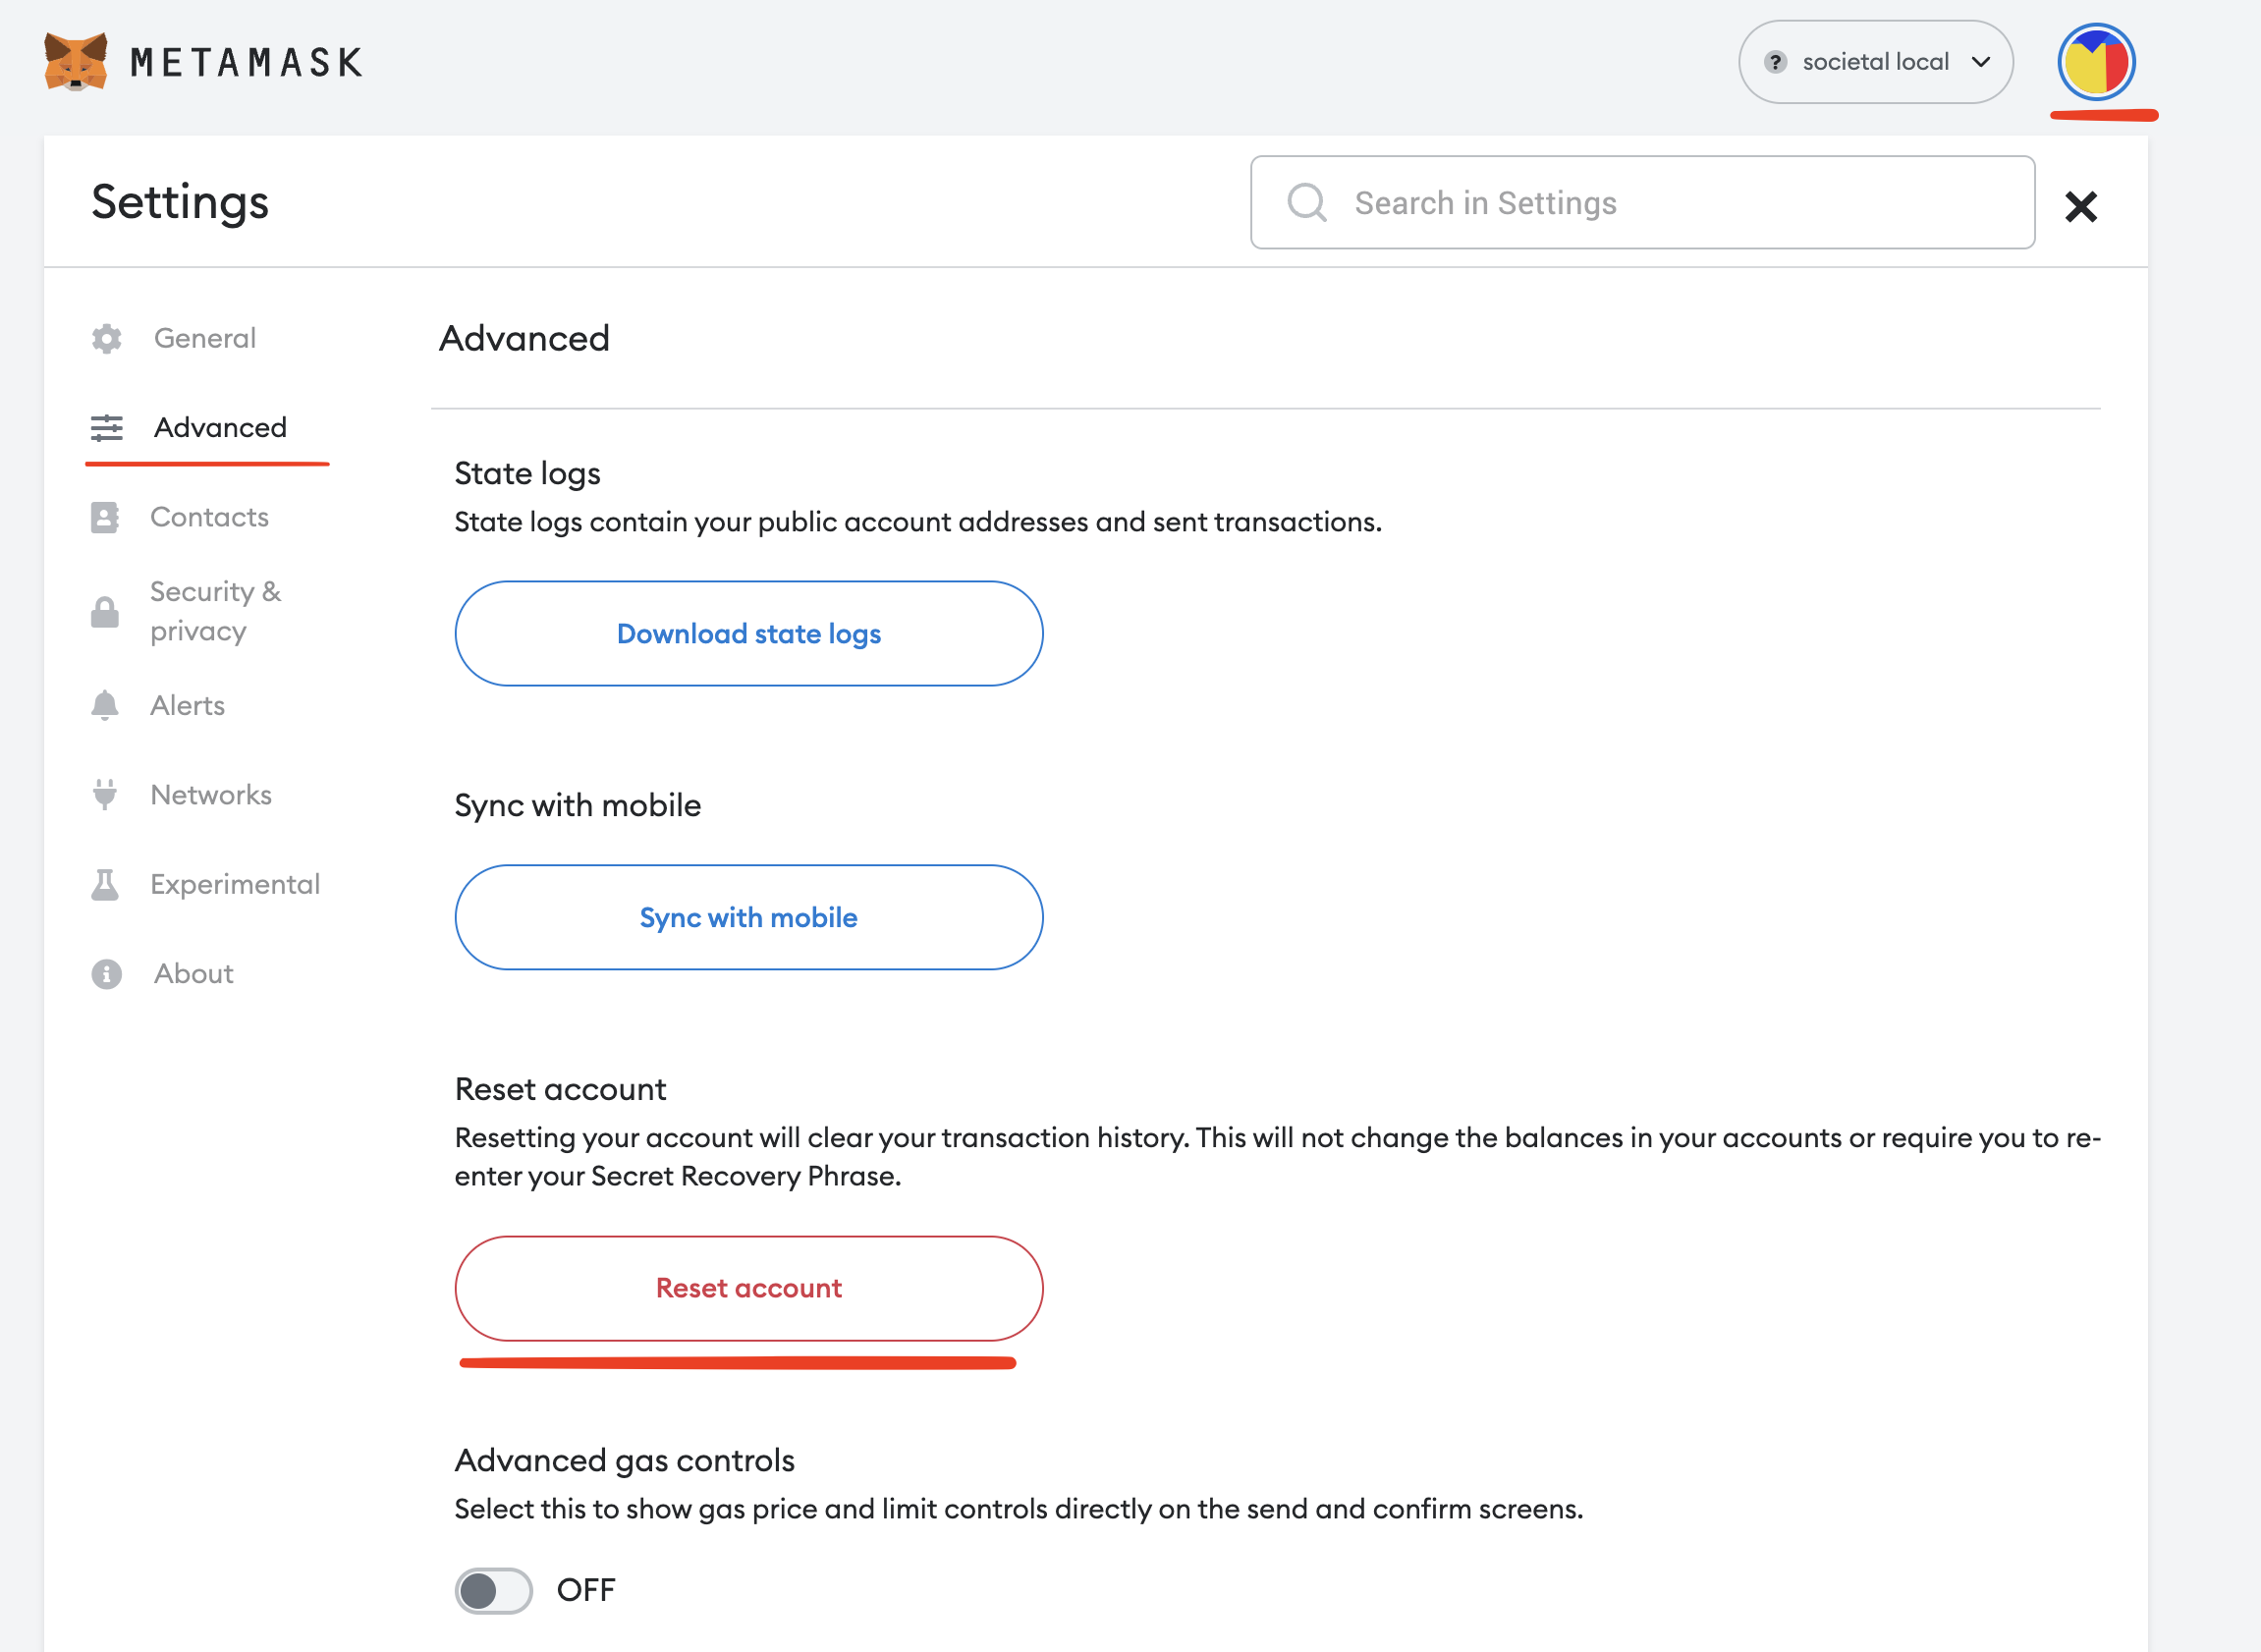 METAMASK
? societal local
Settings
Search in Settings
General
Advanced
Contacts
Security &
privacy
Alerts
Networks
Experimental
About
Advanced
State logs
State logs contain your public account addresses and sent transactions.
Download state logs
Sync with mobile
Sync with mobile
Reset account
Resetting your account will clear your transaction history. This will not change the balances in your accounts or require you to re-
enter your Secret Recovery Phrase.
Reset account
Advanced gas controls
Select this to show gas price and limit controls directly on the send and confirm screens.
OFF